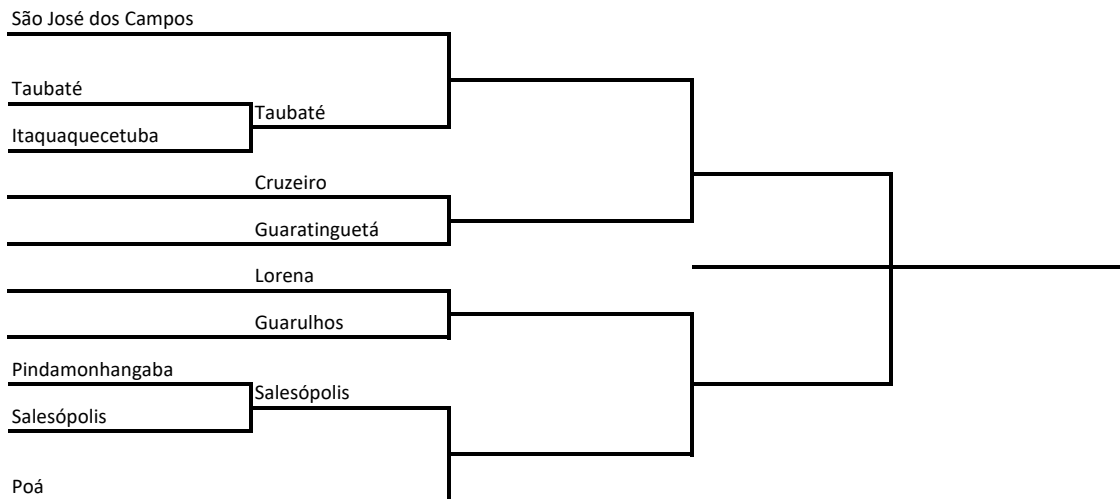 São José dos Campos
Taubaté
Taubaté
Itaquaquecetuba
Cruzeiro
Guaratinguetá
Lorena
Guarulhos
Pindamonhangaba
Salesópolis
Salesópolis
Poá